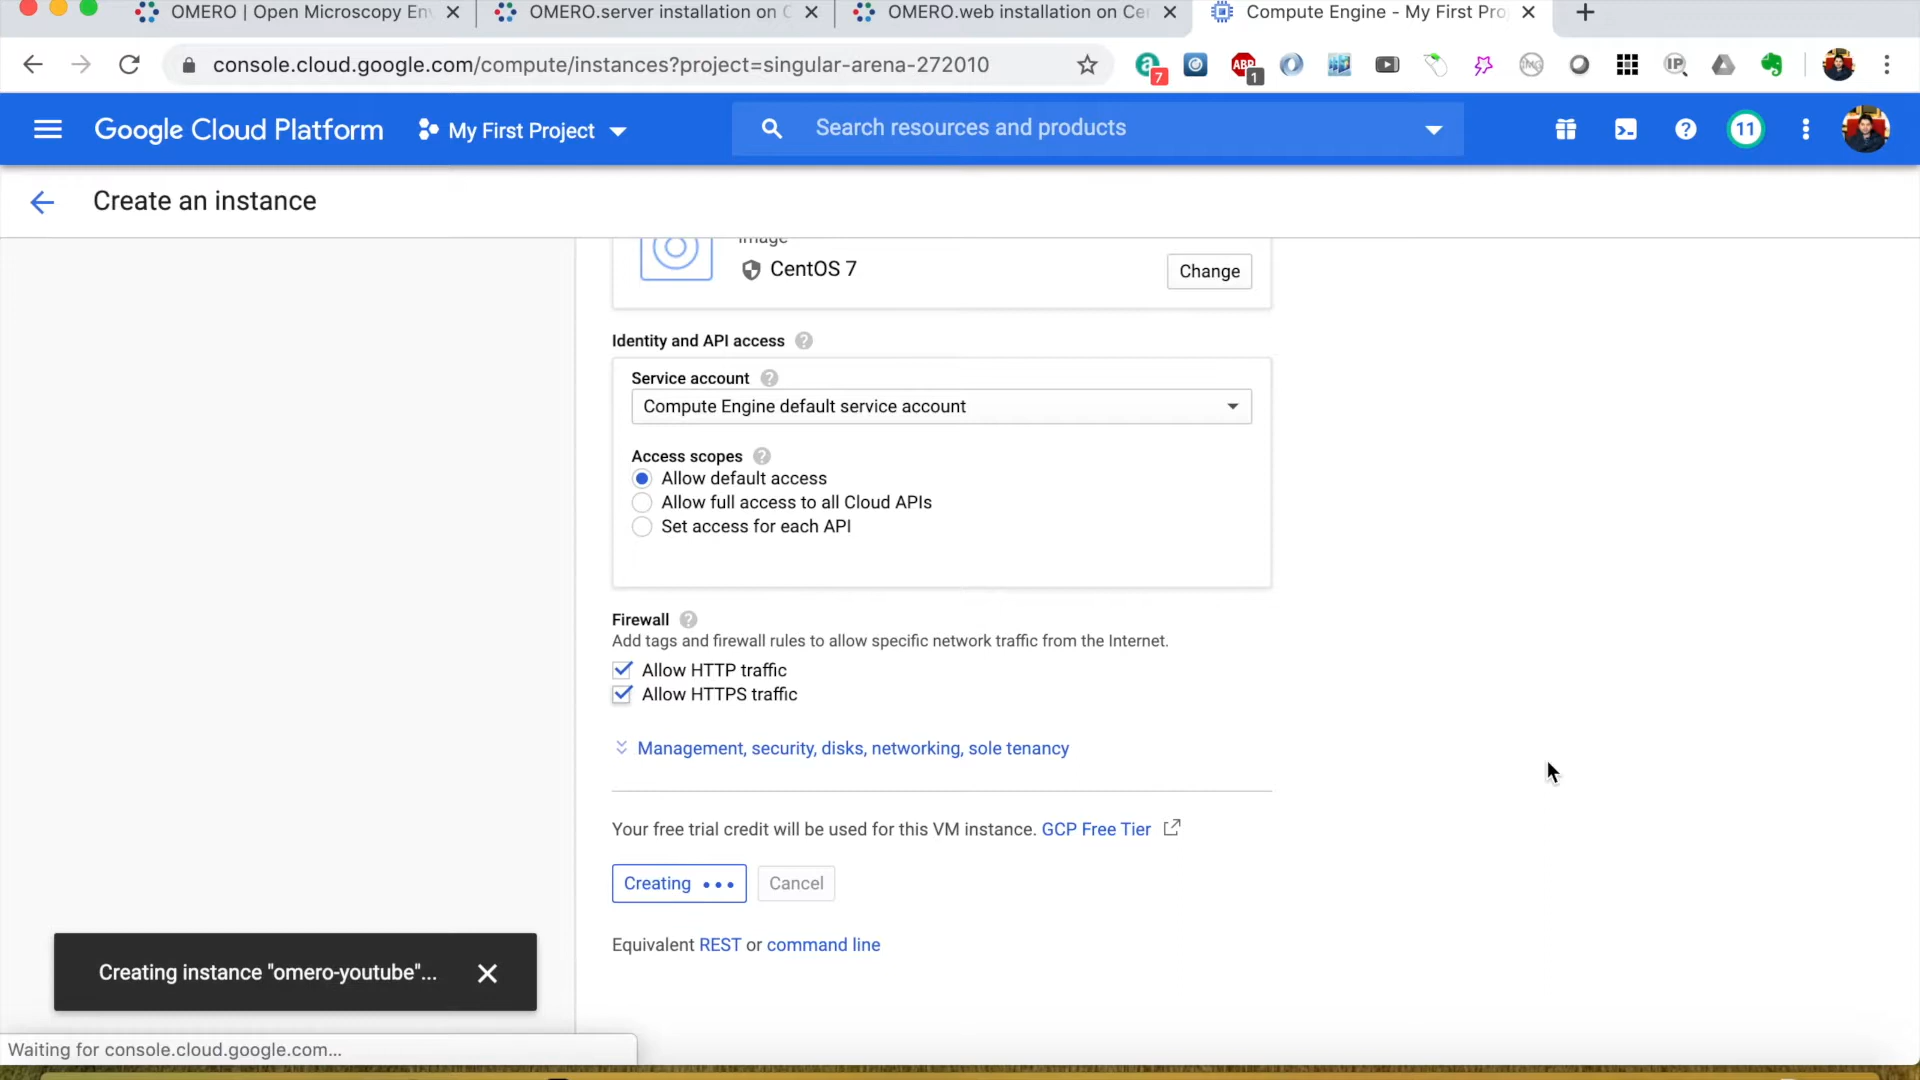 OMERO | Open Microscopy En
OMERO.server installation on C
OMERO.web installation on Ce
Compute Engine - My First Pro
console.cloud.google.com/compute/instances?project=singular-arena-272010
7
ABP
1
IMG
IP
Google Cloud Platform
My First Project
Search resources and products
11
Create an instance
Image
CentOS 7
Change
Identity and API access
Service account
Compute Engine default service account
Access scopes
Allow default access
Allow full access to all Cloud APIs
Set access for each API
Firewall
Add tags and firewall rules to allow specific network traffic from the Internet.
Allow HTTP traffic
Allow HTTPS traffic
Management, security, disks, networking, sole tenancy
Your free trial credit will be used for this VM instance. GCP Free Tier
Creating
Cancel
Equivalent REST or command line
Creating instance "omero-youtube"...
Waiting for console.cloud.google.com...